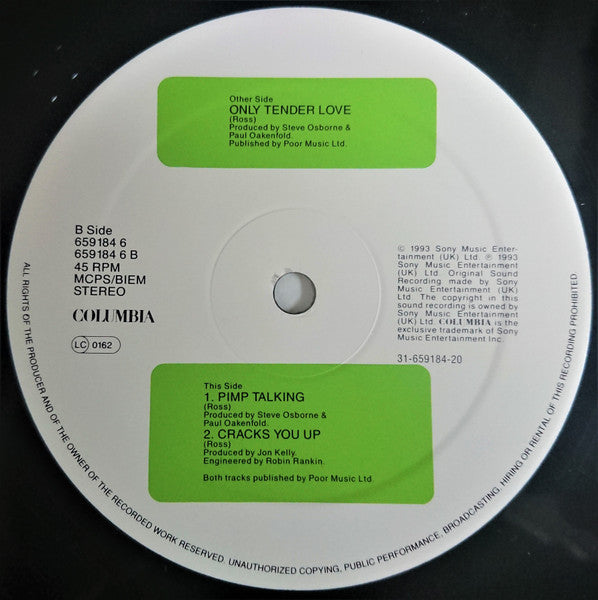 Other Side
ONLY TENDER LOVE
(Ross)
Produced by Steve Osborne &
Paul Oakenfold.
Published by Poor Music Ltd.
B Side
659184 6
659184 6 B
45 RPM
MCPS/BIEM
STEREO
COLUMBIA
LC 0162
© 1993 Sony Music Enter-
tainment (UK) Ltd. ℗ 1993
Sony Music Entertainment
(UK) Ltd. Original Sound
Recording made by Sony
Music Entertainment (UK)
Ltd. The copyright in this
sound recording is owned by
Sony Music Entertainment
(UK) Ltd. COLUMBIA is the
exclusive trademark of Sony
Music Entertainment Inc.
31-659184-20
This Side
1. PIMP TALKING
(Ross)
Produced by Steve Osborne &
Paul Oakenfold.
2. CRACKS YOU UP
(Ross)
Produced by Jon Kelly.
Engineered by Robin Rankin.
Both tracks published by Poor Music Ltd.
ALL RIGHTS OF THE PRODUCER AND OF THE OWNER OF THE RECORDED WORK RESERVED. UNAUTHORIZED COPYING, PUBLIC PERFORMANCE, BROADCASTING, HIRING OR RENTAL OF THIS RECORDING PROHIBITED